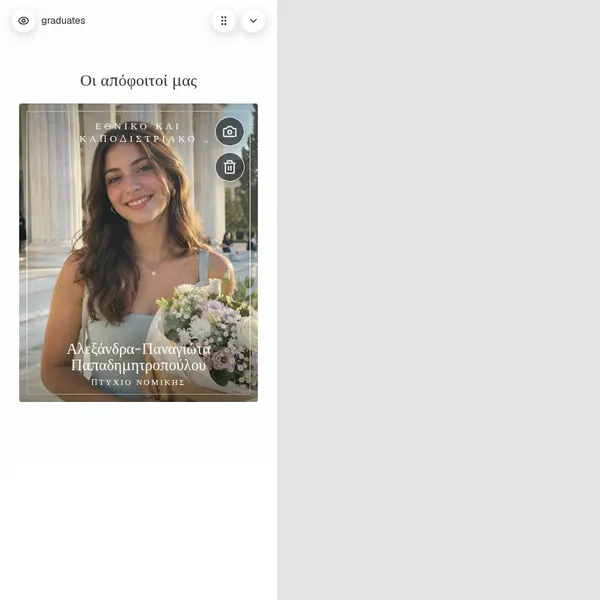 graduates
Οι απόφοιτοί μας
ΕΘΝΙΚΟ ΚΑΙ
ΚΑΠΟΔΙΣΤΡΙΑΚΟ ..
Αλεξάνδρα-Παναγιώτα
Παπαδημητροπούλου
ΠΤΥΧΙΟ ΝΟΜΙΚΗΣ